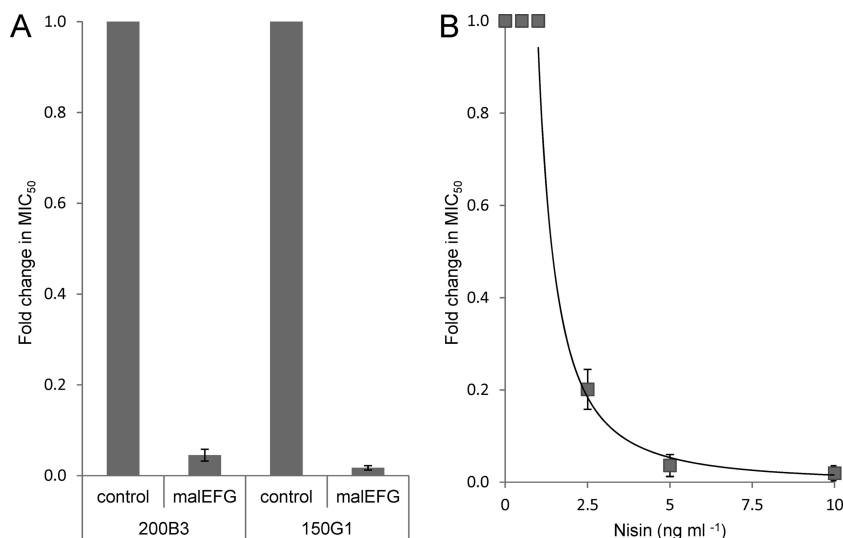 A
Fold change in MIC50
1.0
0.8
0.6
0.4
0.2
0.0
control malEFG control malEFG
200B3 150G1
B
Fold change in MIC50
1.0
0.8
0.6
0.4
0.2
0.0
0 2.5 5 7.5 10
Nisin (ng ml -1)